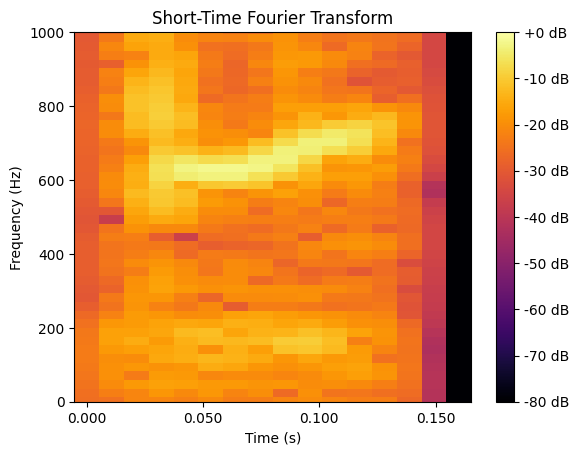 Short-Time Fourier Transform
1000
800
600
400
200
0
Frequency (Hz)
0.000
0.050
0.100
0.150
Time (s)
+0 dB
-10 dB
-20 dB
-30 dB
-40 dB
-50 dB
-60 dB
-70 dB
-80 dB